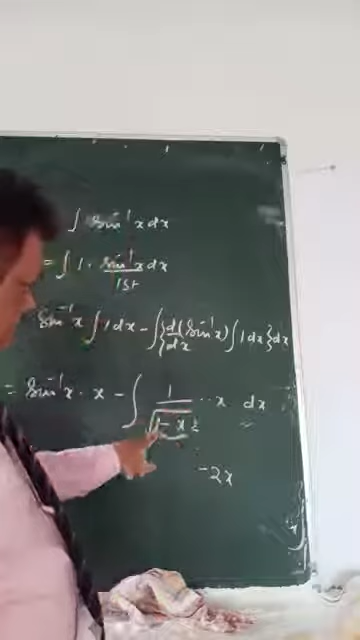 ∫ sin⁻¹x dx
= ∫ 1 · sin⁻¹x dx
1st
sin⁻¹x ∫ 1 dx − ∫{d/dx (sin⁻¹x) ∫ 1 dx} dx
= sin⁻¹x · x − ∫ 1/√(1 − x²) · x dx
−2x